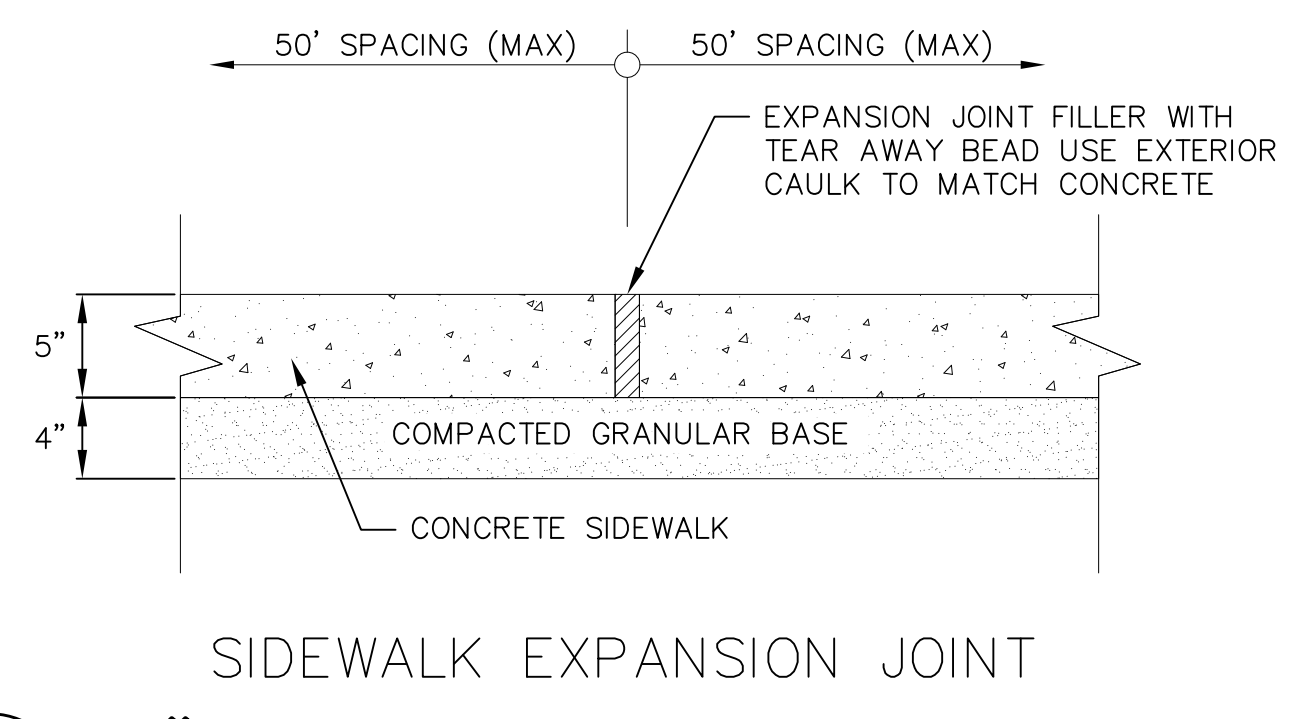 50' SPACING (MAX) 50' SPACING (MAX)
EXPANSION JOINT FILLER WITH
TEAR AWAY BEAD USE EXTERIOR
CAULK TO MATCH CONCRETE
5"
4"
COMPACTED GRANULAR BASE
CONCRETE SIDEWALK
SIDEWALK EXPANSION JOINT